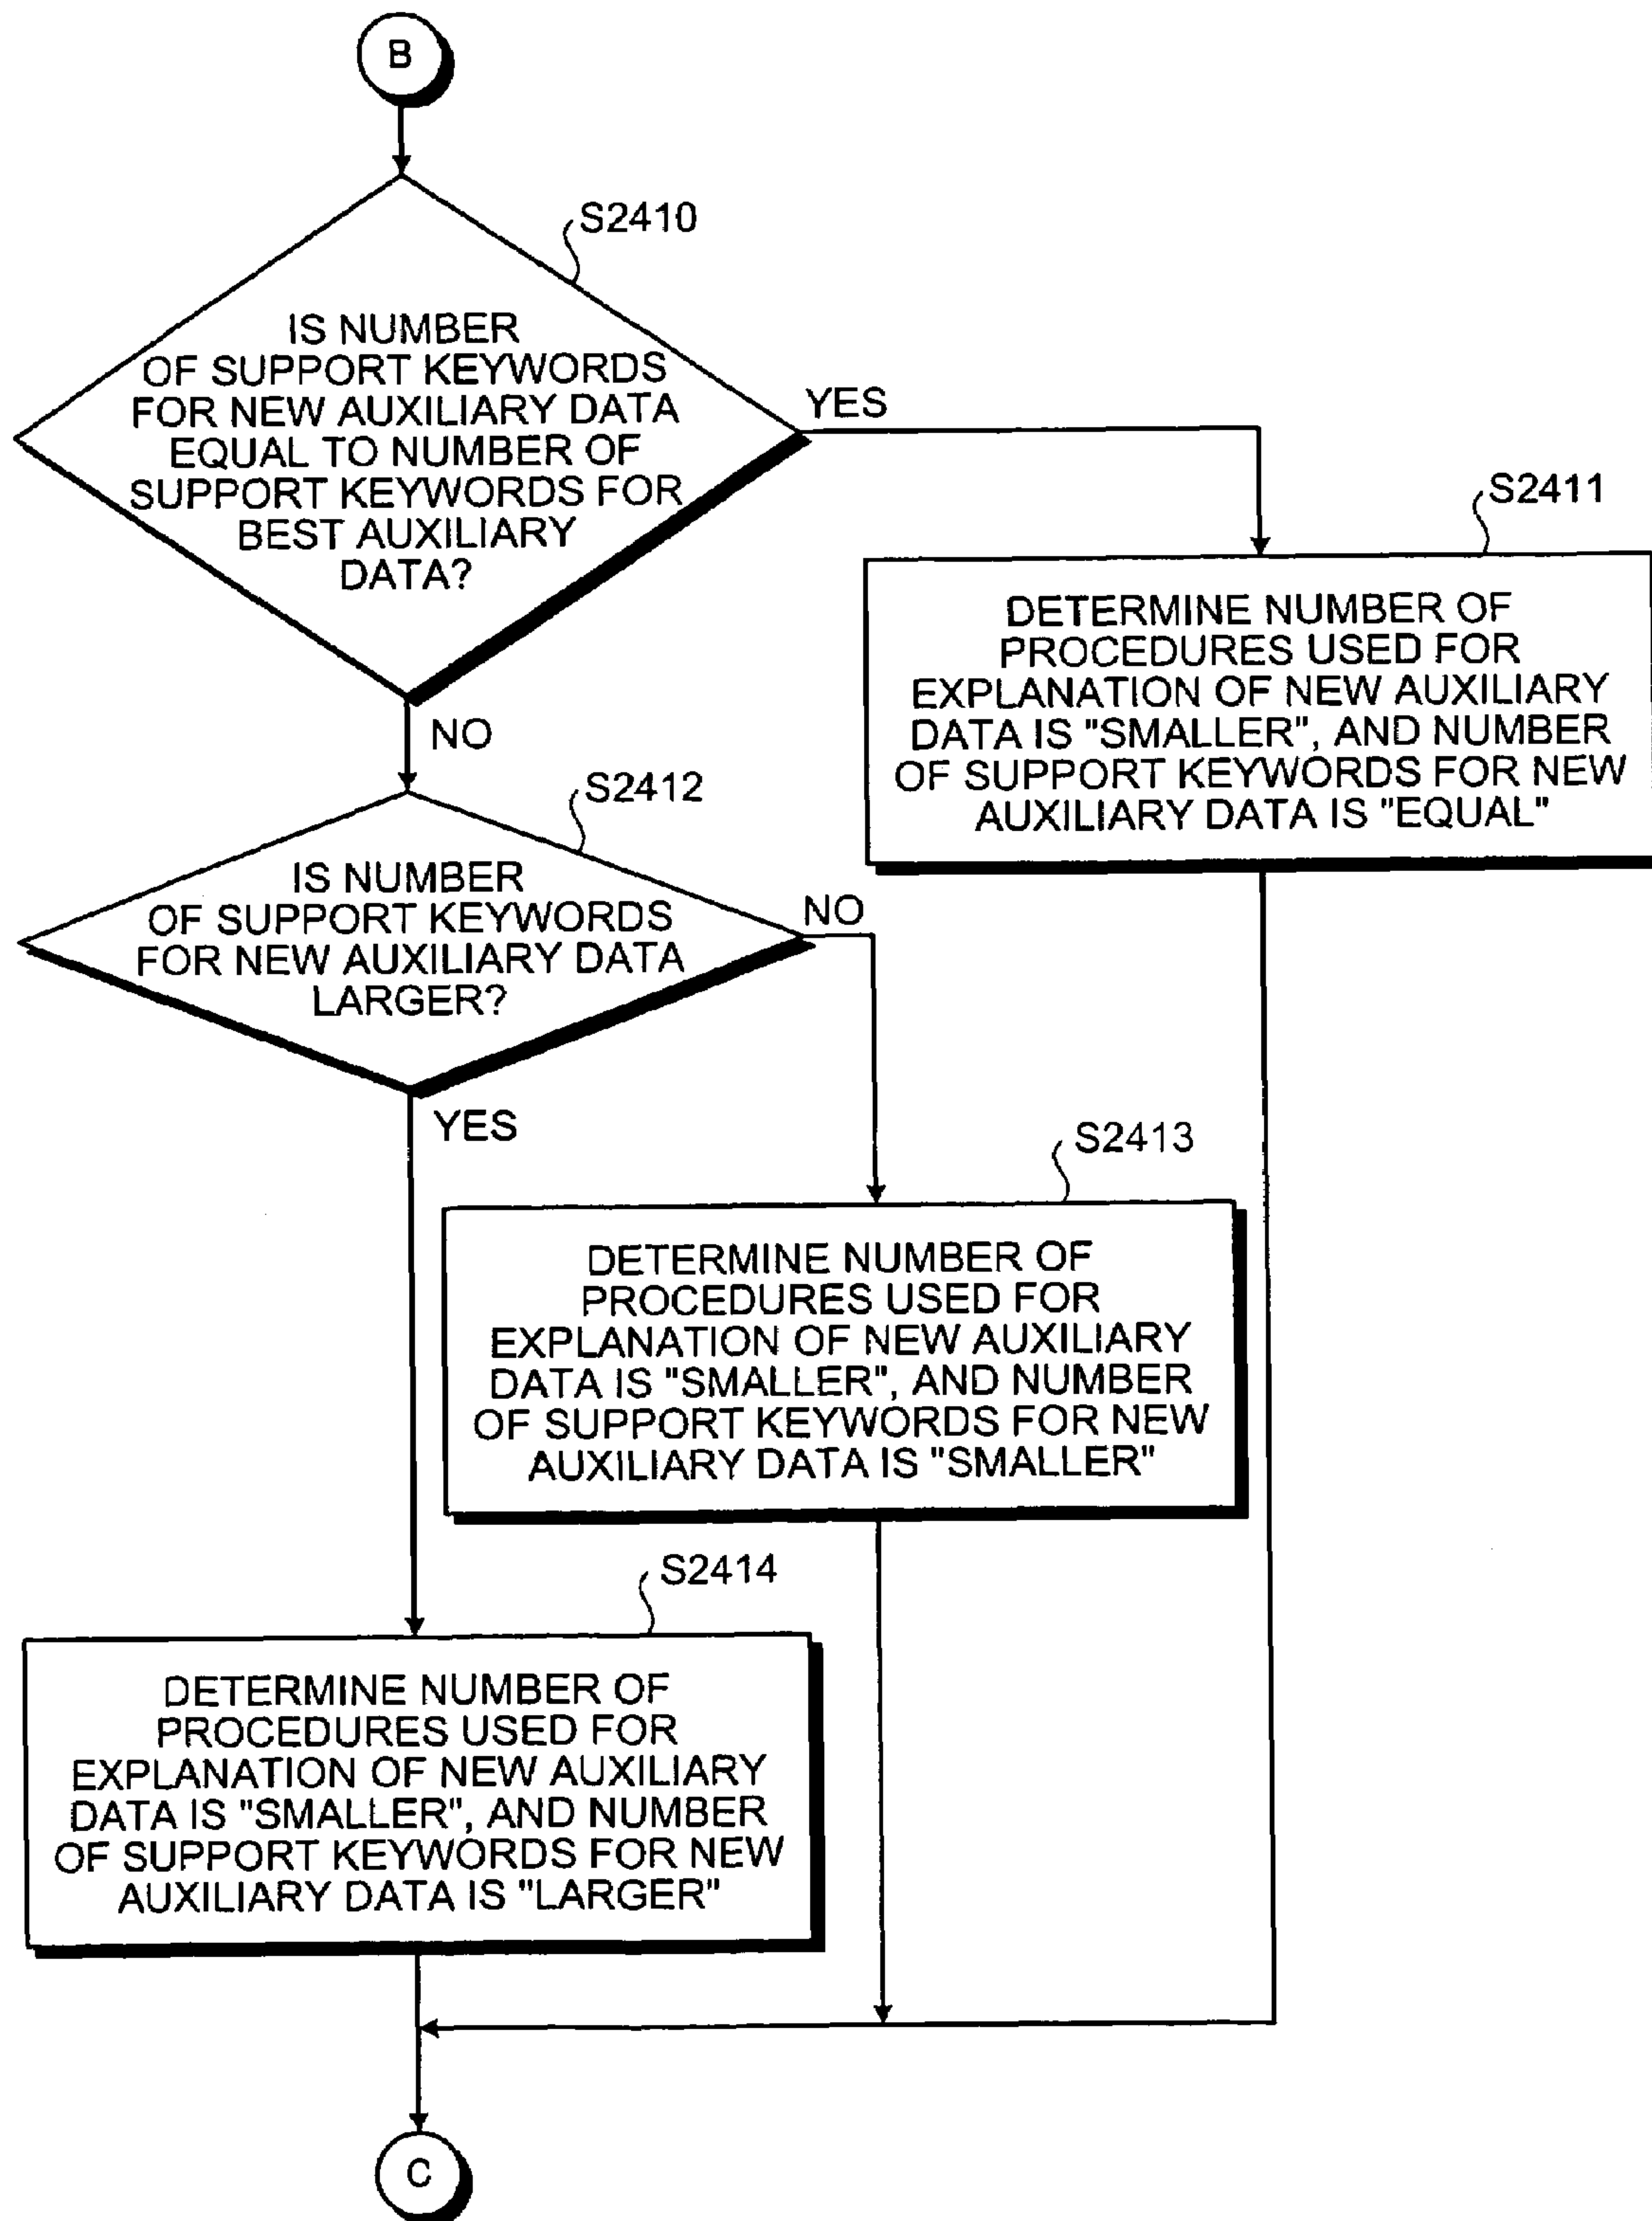 B
S2410
IS NUMBER
OF SUPPORT KEYWORDS
FOR NEW AUXILIARY DATA
EQUAL TO NUMBER OF
SUPPORT KEYWORDS FOR
BEST AUXILIARY
DATA?
YES
NO
S2411
DETERMINE NUMBER OF
PROCEDURES USED FOR
EXPLANATION OF NEW AUXILIARY
DATA IS "SMALLER", AND NUMBER
OF SUPPORT KEYWORDS FOR NEW
AUXILIARY DATA IS "EQUAL"
S2412
IS NUMBER
OF SUPPORT KEYWORDS
FOR NEW AUXILIARY DATA
LARGER?
NO
YES
S2413
DETERMINE NUMBER OF
PROCEDURES USED FOR
EXPLANATION OF NEW AUXILIARY
DATA IS "SMALLER", AND NUMBER
OF SUPPORT KEYWORDS FOR NEW
AUXILIARY DATA IS "SMALLER"
S2414
DETERMINE NUMBER OF
PROCEDURES USED FOR
EXPLANATION OF NEW AUXILIARY
DATA IS "SMALLER", AND NUMBER
OF SUPPORT KEYWORDS FOR NEW
AUXILIARY DATA IS "LARGER"
C